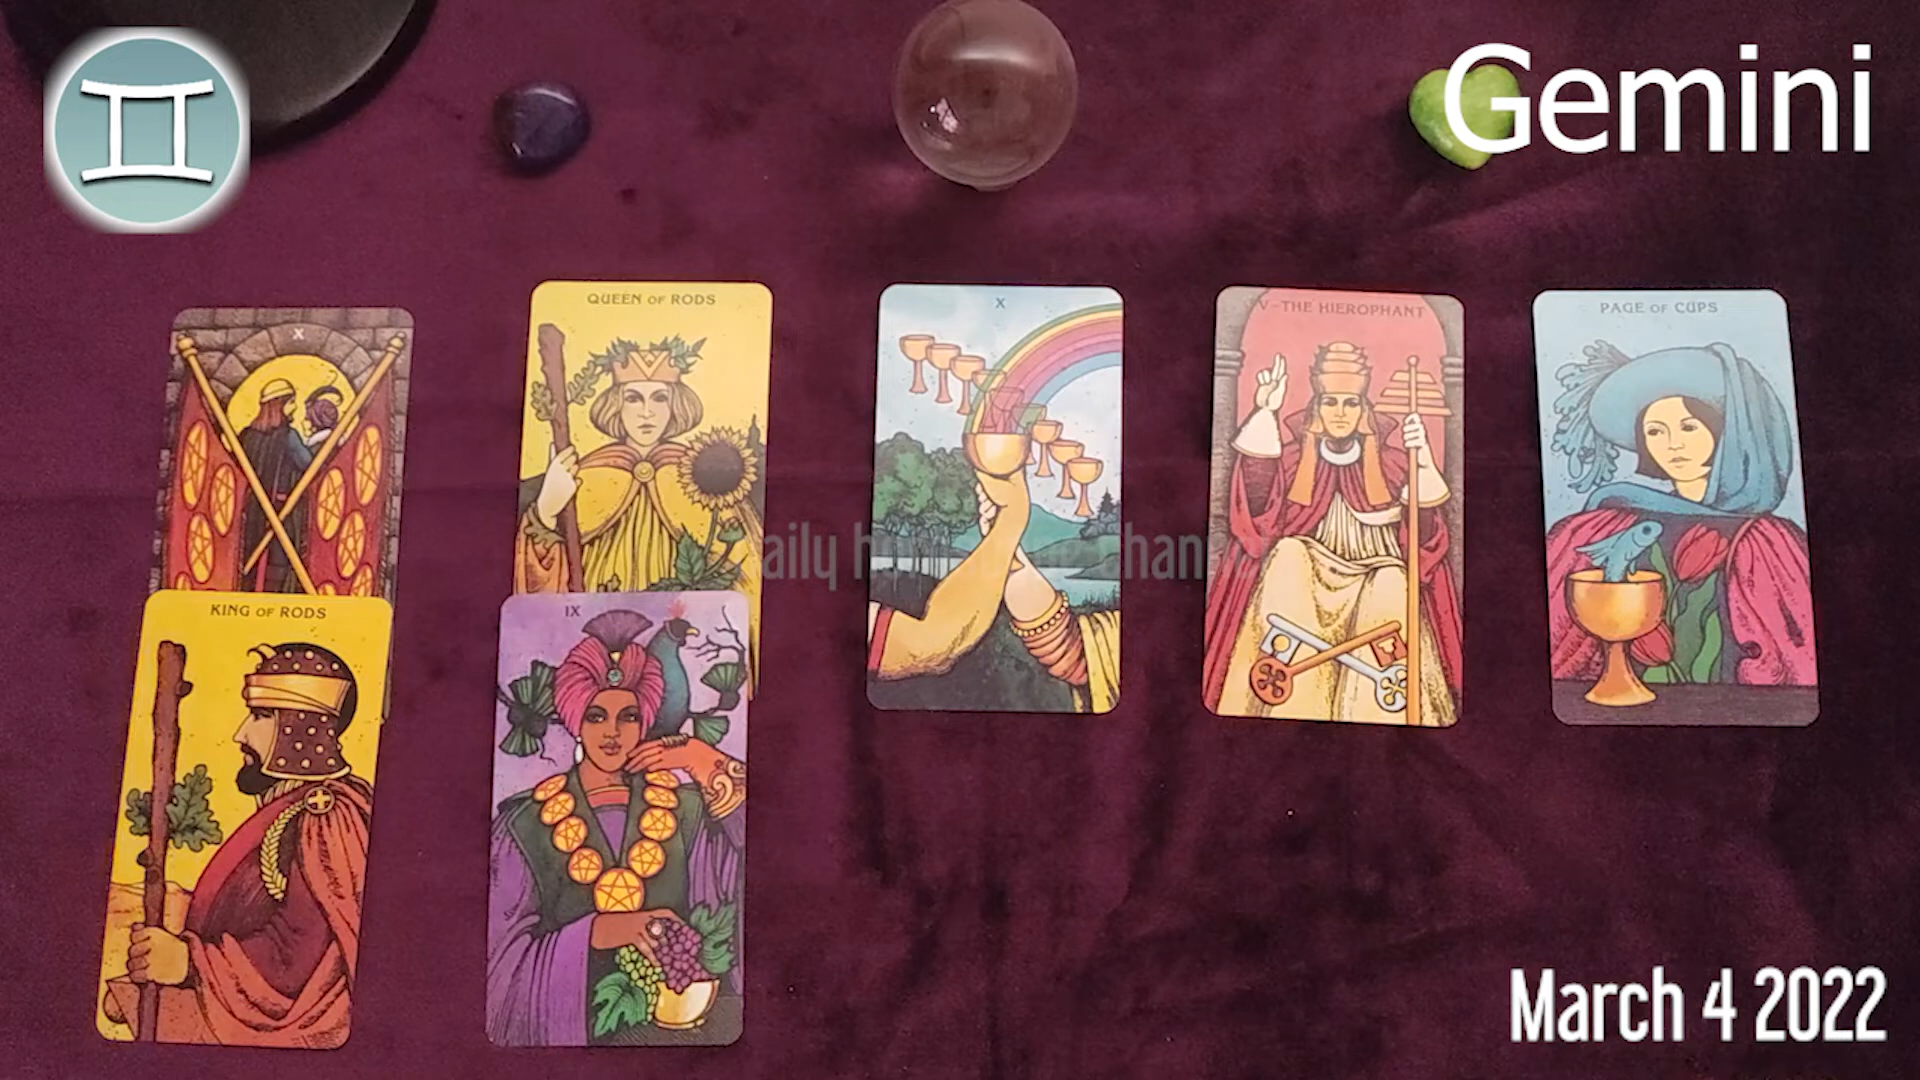 Gemini
QUEEN OF RODS
X
V-THE HIEROPHANT
PAGE OF CUPS
X
KING OF RODS
IX
March 4 2022